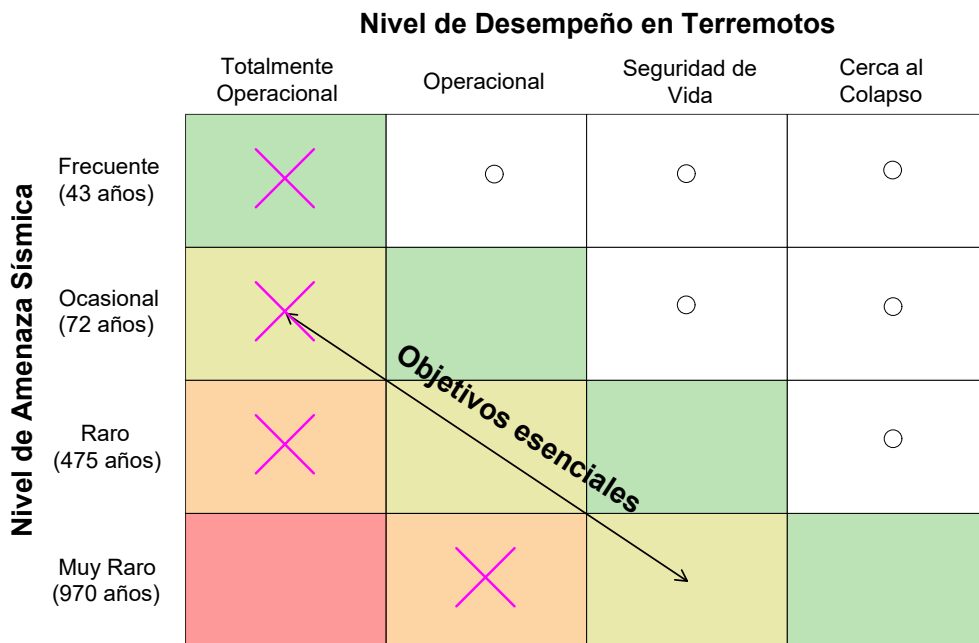 Nivel de Desempeño en Terremotos
Totalmente
Operacional
Operacional
Seguridad de
Vida
Cerca al
Colapso
Nivel de Amenaza Sísmica
Frecuente
(43 años)
Ocasional
(72 años)
Raro
(475 años)
Muy Raro
(970 años)
Objetivos esenciales